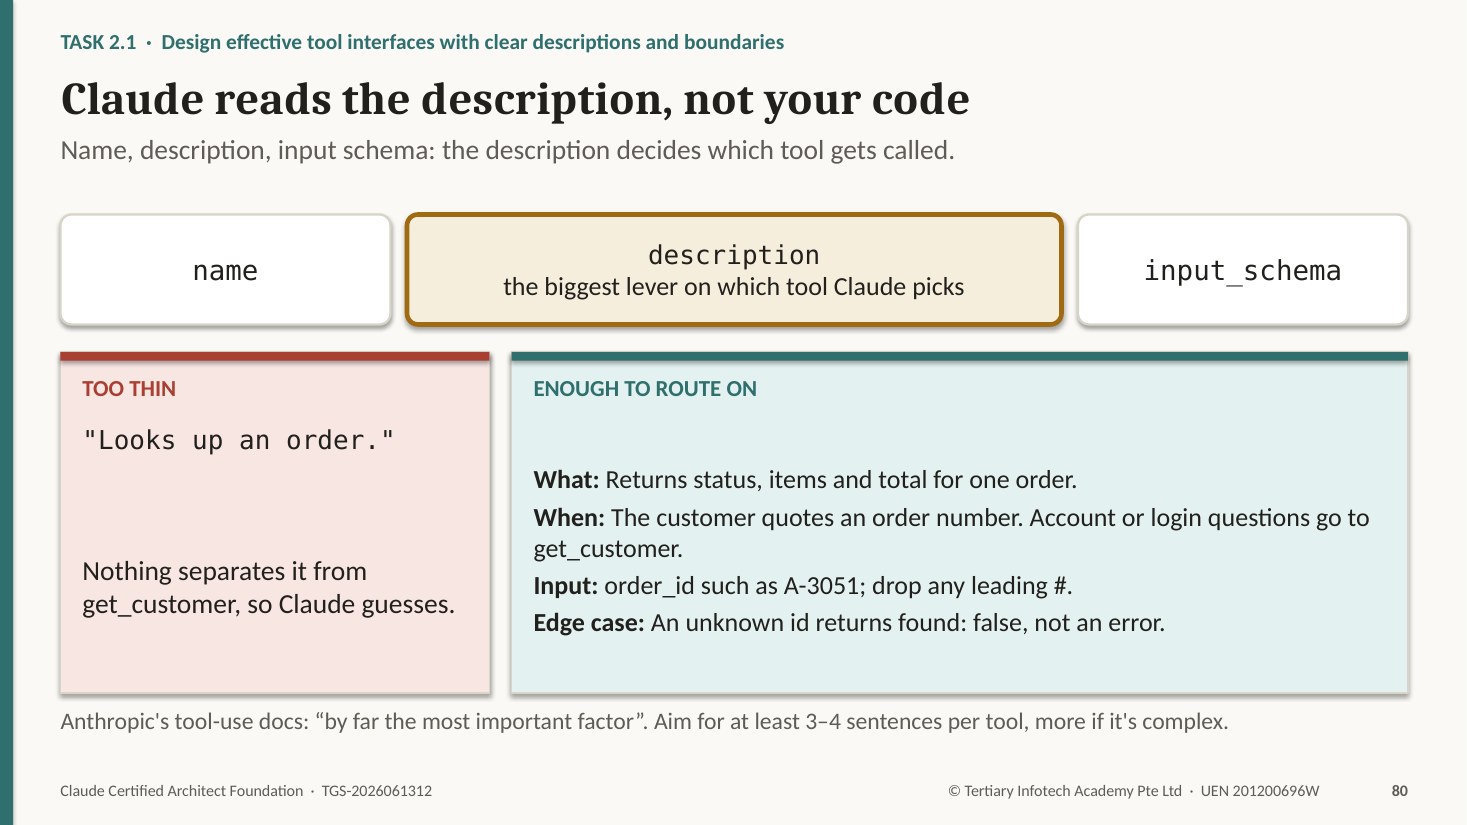 TASK 2.1 · Design effective tool interfaces with clear descriptions and boundaries
Claude reads the description, not your code
Name, description, input schema: the description decides which tool gets called.
name
description
the biggest lever on which tool Claude picks
input_schema
TOO THIN
"Looks up an order."
Nothing separates it from
get_customer, so Claude guesses.
ENOUGH TO ROUTE ON
What: Returns status, items and total for one order.
When: The customer quotes an order number. Account or login questions go to
get_customer.
Input: order_id such as A-3051; drop any leading #.
Edge case: An unknown id returns found: false, not an error.
Anthropic's tool-use docs: “by far the most important factor”. Aim for at least 3–4 sentences per tool, more if it's complex.
Claude Certified Architect Foundation · TGS-2026061312
© Tertiary Infotech Academy Pte Ltd · UEN 201200696W
80